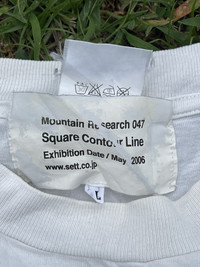 Mountain Research 047
Square Contour Line
Exhibition Date / May 2006
www.sett.co.jp
L